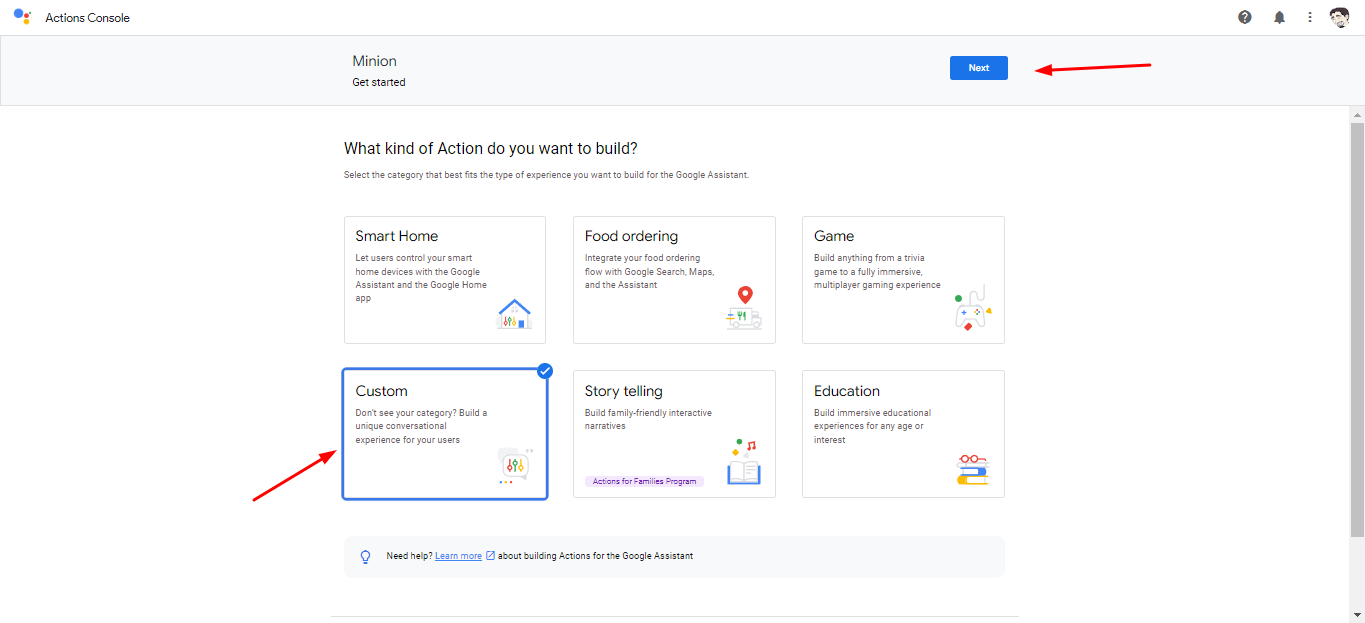 Actions Console
Minion
Get started
Next
What kind of Action do you want to build?
Select the category that best fits the type of experience you want to build for the Google Assistant.
Smart Home
Let users control your smart
home devices with the Google
Assistant and the Google Home
app
Food ordering
Integrate your food ordering
flow with Google Search, Maps,
and the Assistant
Game
Build anything from a trivia
game to a fully immersive,
multiplayer gaming experience
Custom
Don't see your category? Build a
unique conversational
experience for your users
Story telling
Build family-friendly interactive
narratives
Actions for Families Program
Education
Build immersive educational
experiences for any age or
interest
Need help? Learn more about building Actions for the Google Assistant